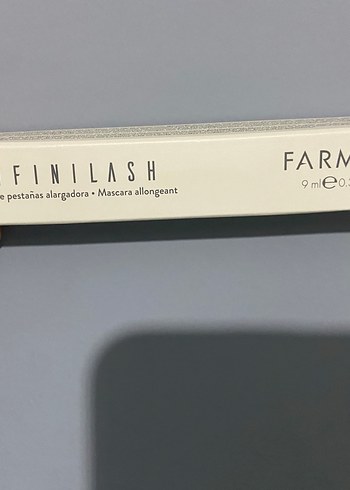 FINILASH
e pestañas alargadora • Mascara allongeant
FARM
9 ml℮0.